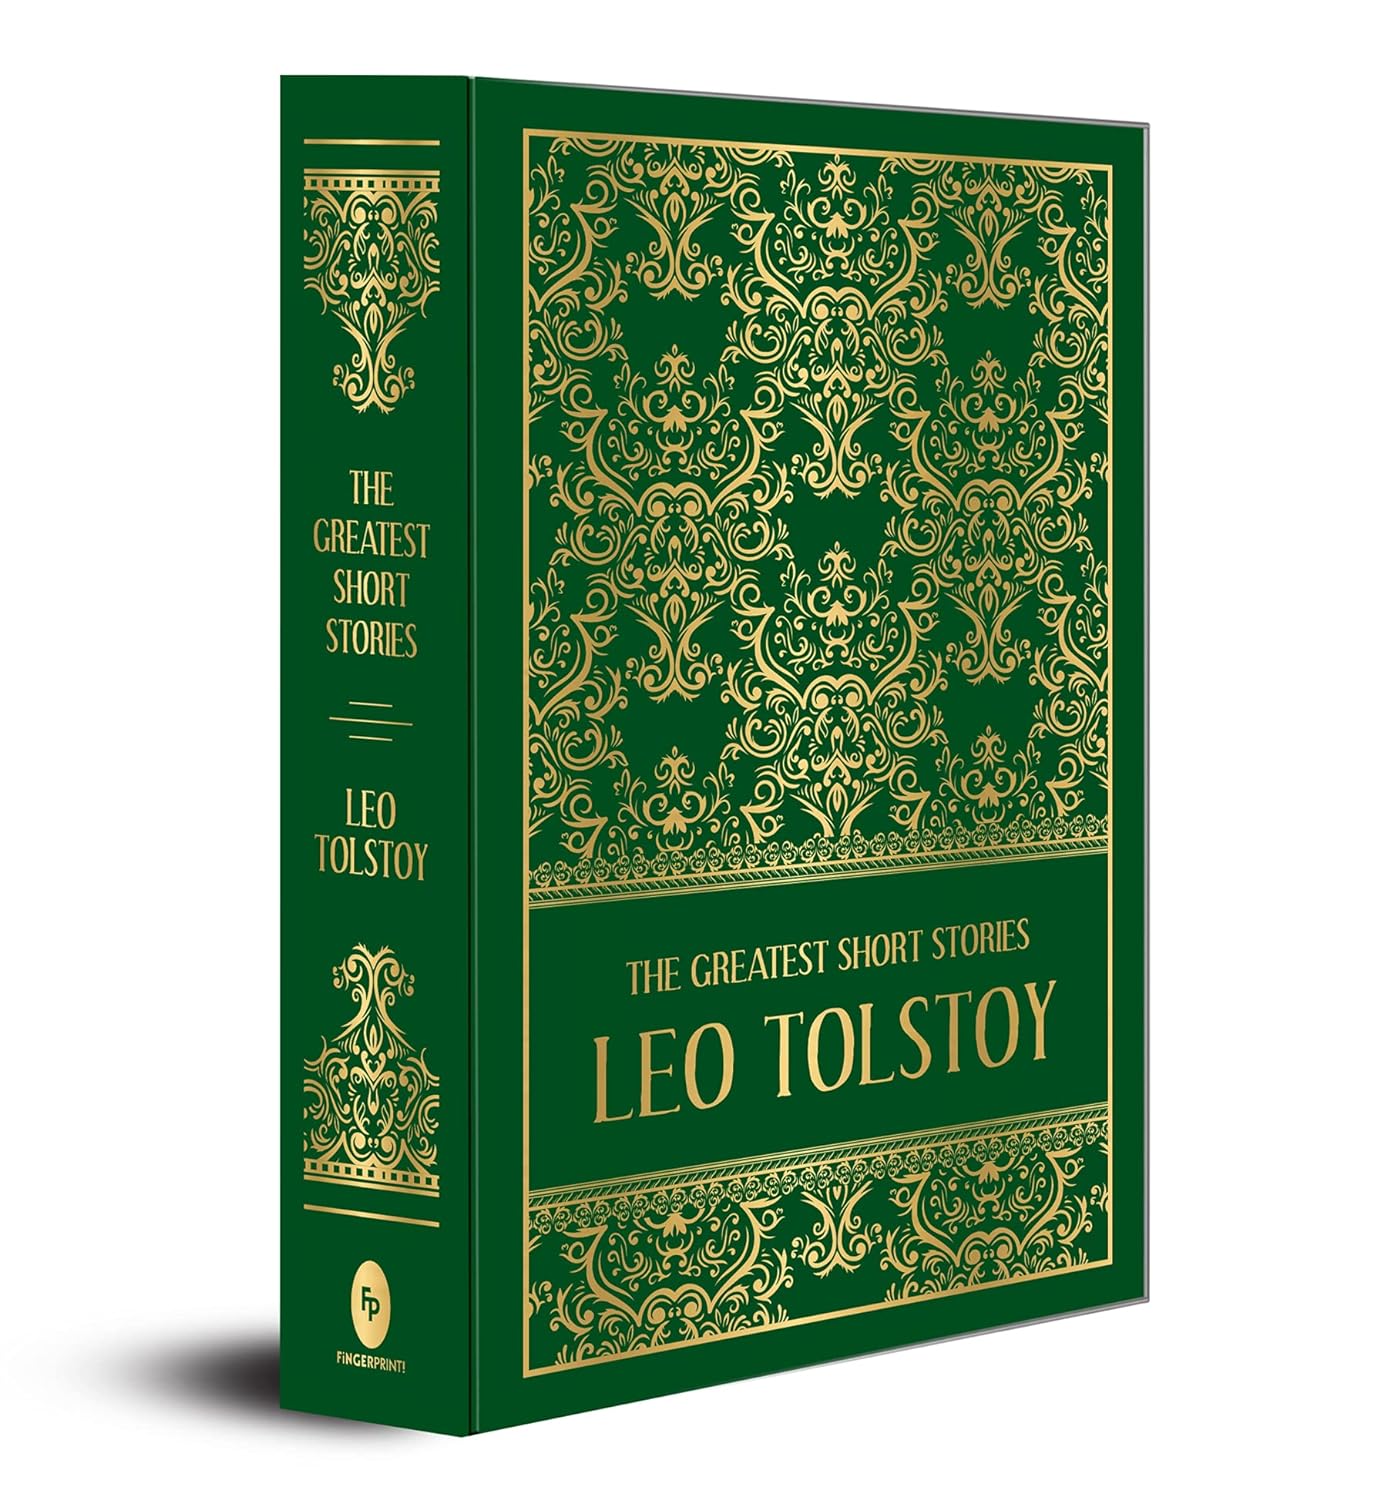 THE
GREATEST
SHORT
STORIES
LEO
TOLSTOY
FP
FiNGERPRINT!
THE GREATEST SHORT STORIES
LEO TOLSTOY